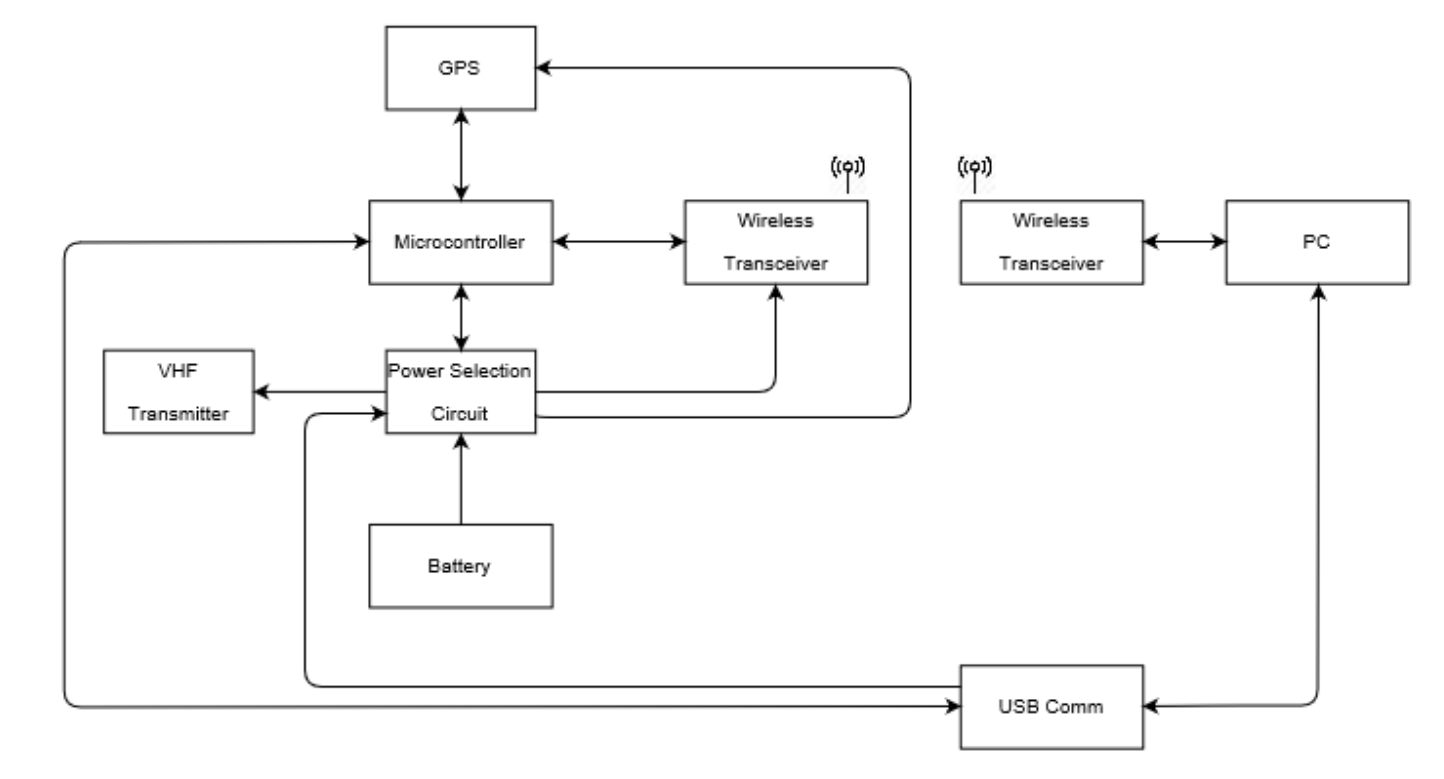 GPS
Wireless
Transceiver
Wireless
Transceiver
Microcontroller
PC
VHF
Transmitter
Power Selection
Circuit
Battery
USB Comm